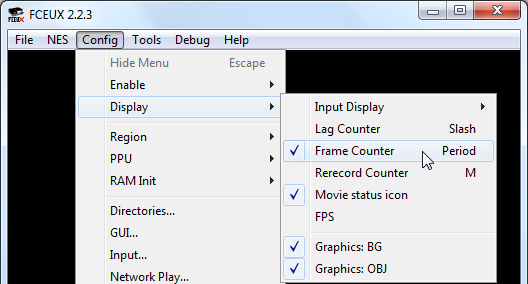 FCEUX 2.2.3
File NES Config Tools Debug Help
Hide Menu Escape
Enable
Display
Region
PPU
RAM Init
Directories...
GUI...
Input...
Network Play...
Input Display
Lag Counter Slash
Frame Counter Period
Rerecord Counter M
Movie status icon
FPS
Graphics: BG
Graphics: OBJ